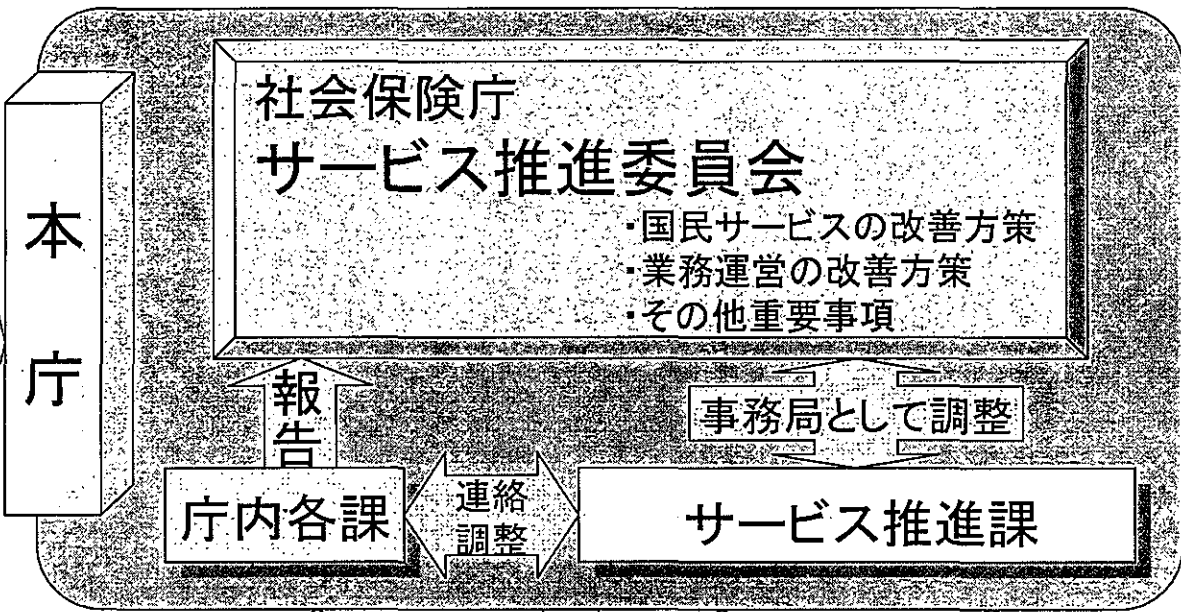 本庁
社会保険庁
サービス推進委員会
・国民サービスの改善方策
・業務運営の改善方策
・その他重要事項
報告
事務局として調整
庁内各課
連絡
調整
サービス推進課